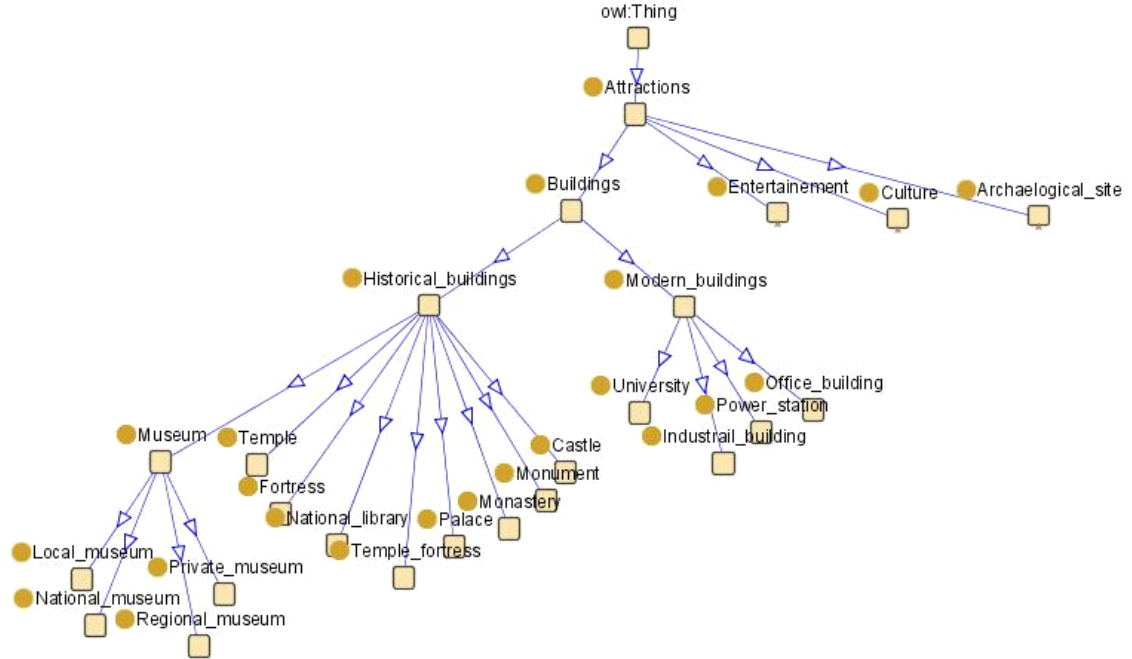 owl:Thing
Attractions
Buildings
Entertainement
Culture
Archaelogical_site
Historical_buildings
Modern_buildings
University
Office_building
Power_station
Industrail_building
Museum
Temple
Castle
Fortress
Monument
National_library
Palace
Monastery
Temple_fortress
Local_museum
Private_museum
National_museum
Regional_museum